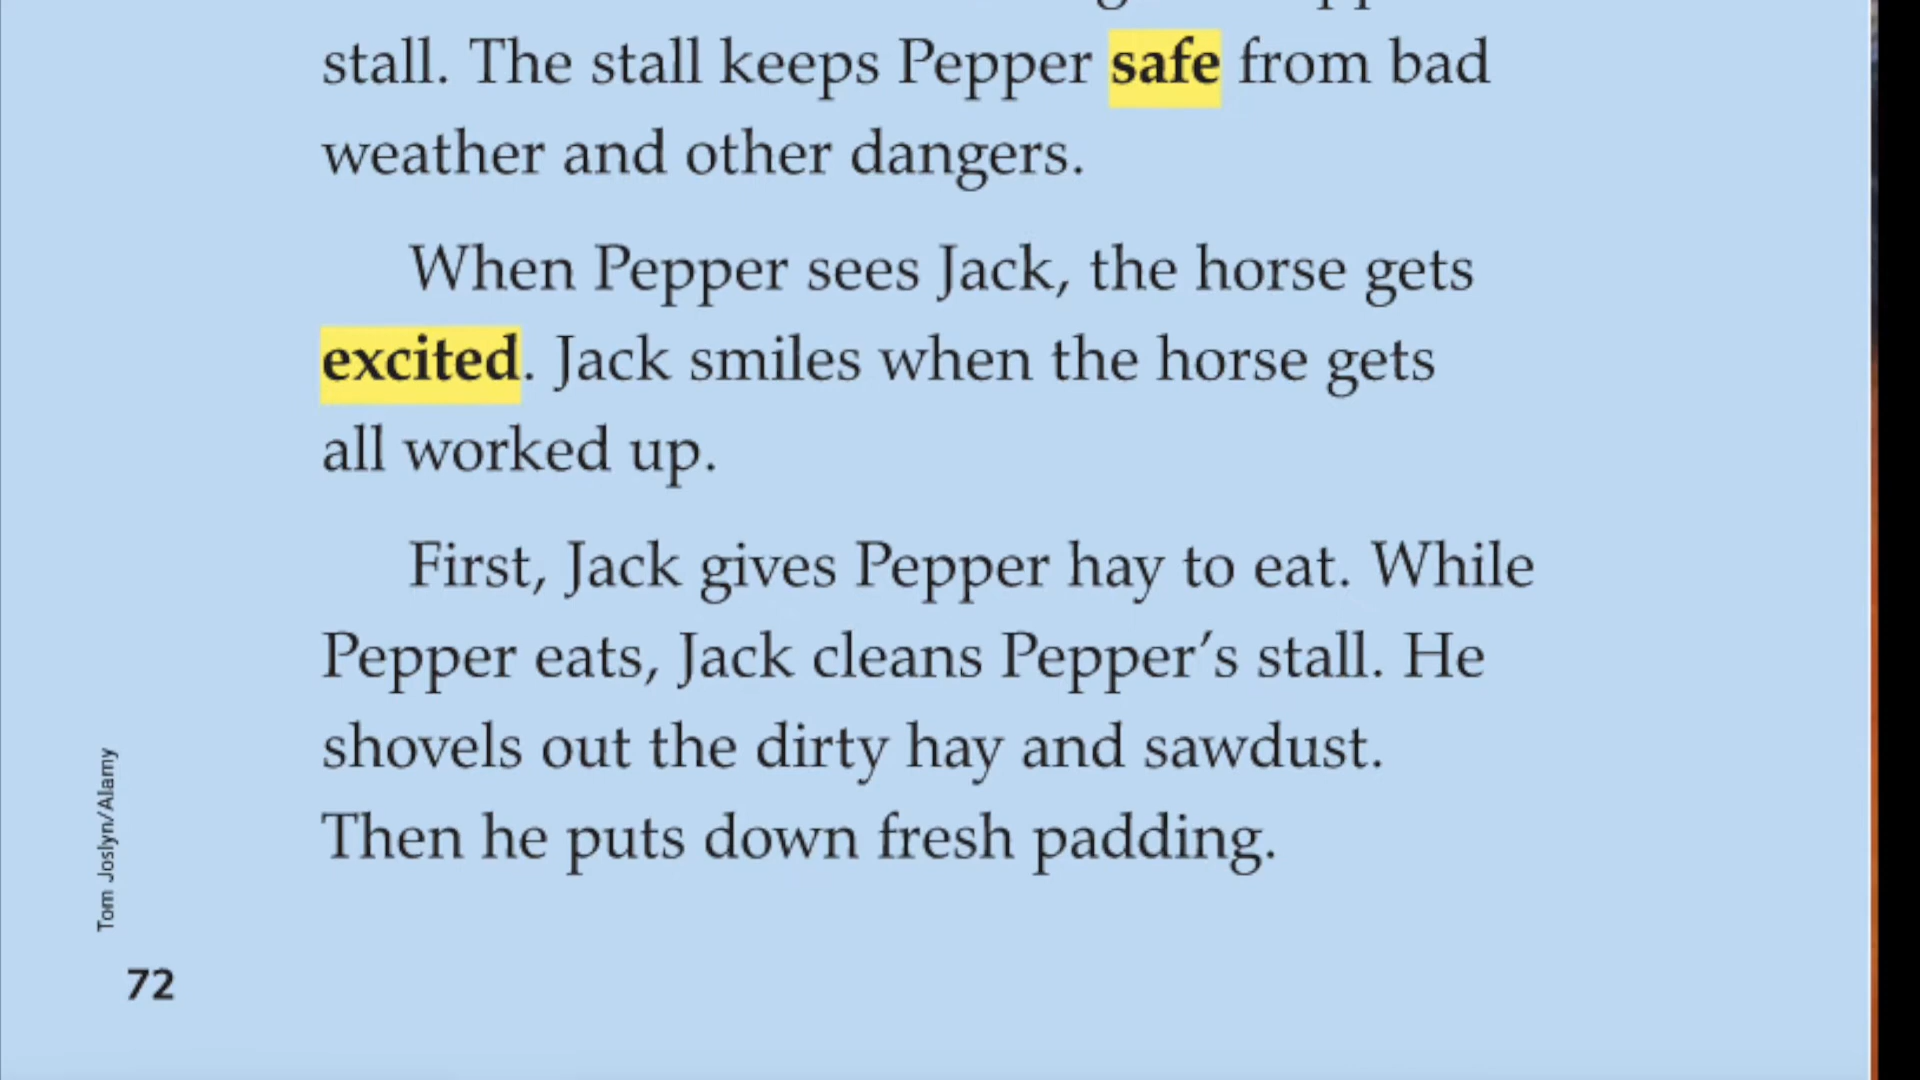 stall. The stall keeps Pepper safe from bad
weather and other dangers.
When Pepper sees Jack, the horse gets
excited. Jack smiles when the horse gets
all worked up.
First, Jack gives Pepper hay to eat. While
Pepper eats, Jack cleans Pepper’s stall. He
shovels out the dirty hay and sawdust.
Then he puts down fresh padding.
Tom Joslyn/Alamy
72